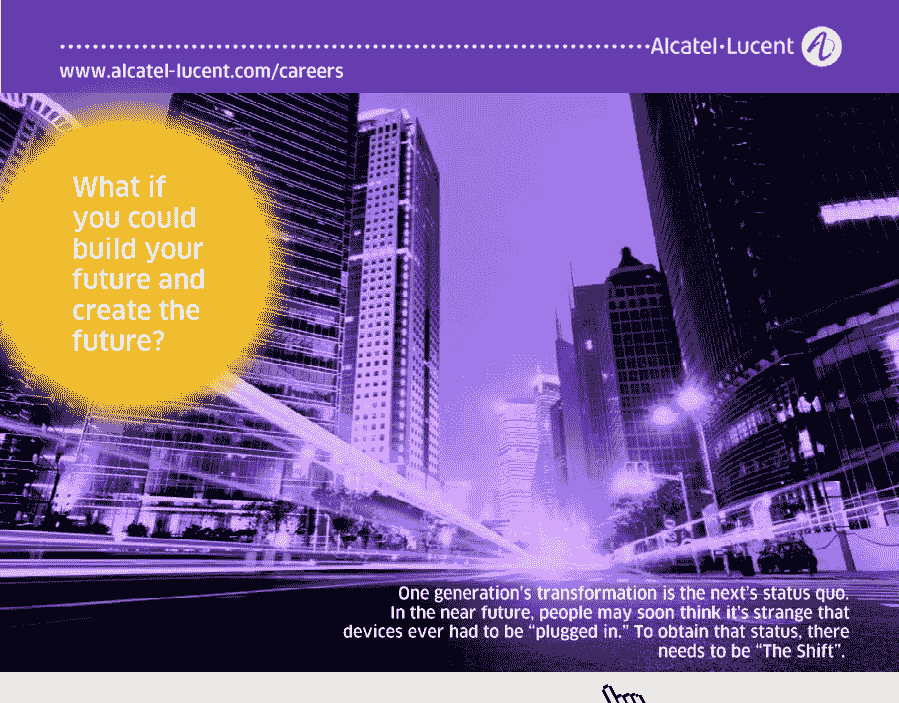 Alcatel·Lucent
www.alcatel-lucent.com/careers
What if
you could
build your
future and
create the
future?
One generation's transformation is the next's status quo.
In the near future, people may soon think it's strange that
devices ever had to be “plugged in.” To obtain that status, there
needs to be “The Shift”.